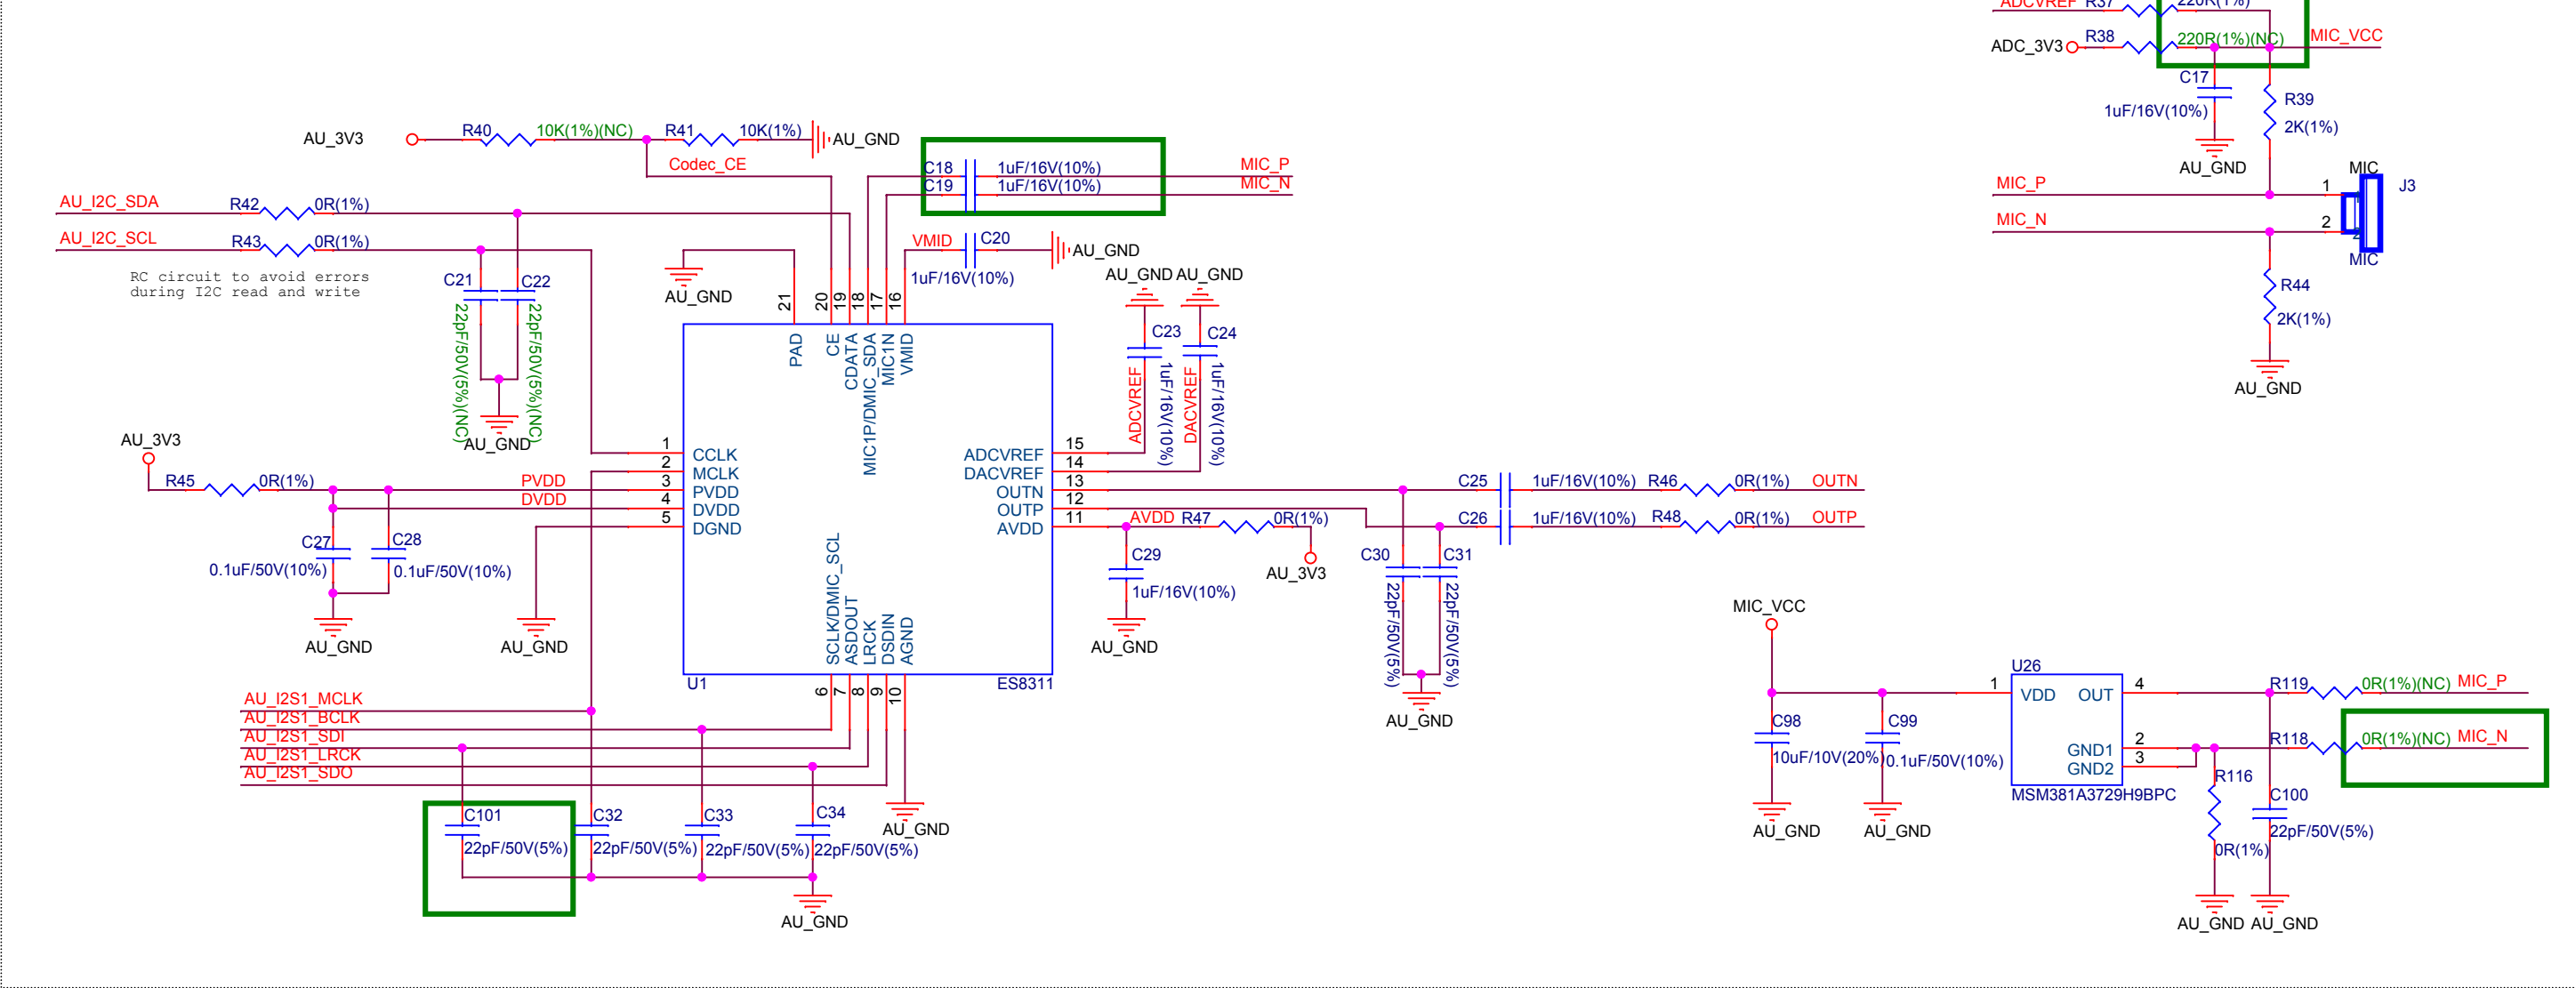 ADCVREF R37 220R(1%)
ADC_3V3 R38 220R(1%)(NC) MIC_VCC
C17
1uF/16V(10%)
AU_GND
R39
2K(1%)
AU_3V3 R40 10K(1%)(NC) R41 10K(1%) AU_GND
Codec_CE
C18 1uF/16V(10%) MIC_P
C19 1uF/16V(10%) MIC_N
MIC_P 1 MIC J3
MIC_N 2
MIC
R44
2K(1%)
AU_GND
AU_I2C_SDA R42 0R(1%)
AU_I2C_SCL R43 0R(1%)
RC circuit to avoid errors
during I2C read and write
C21 C22
22pF/50V(5%)(NC) 22pF/50V(5%)(NC)
AU_GND
AU_GND
VMID C20 AU_GND
1uF/16V(10%)
AU_GND AU_GND
C23 C24
ADCVREF 1uF/16V(10%) DACVREF 1uF/16V(10%)
21 20 19 18 17 16
PAD CE CDATA MIC1P/DMIC_SDA MIC1N VMID
AU_3V3
R45 0R(1%) PVDD
DVDD
C27 C28
0.1uF/50V(10%) 0.1uF/50V(10%)
AU_GND AU_GND
1 CCLK
2 MCLK
3 PVDD
4 DVDD
5 DGND
ADCVREF 15
DACVREF 14
OUTN 13
OUTP 12
AVDD 11
SCLK/DMIC_SCL ASDOUT LRCK DSDIN AGND
U1 ES8311
6 7 8 9 10
C25 1uF/16V(10%) R46 0R(1%) OUTN
C26 1uF/16V(10%) R48 0R(1%) OUTP
AVDD R47 0R(1%)
AU_3V3
C29
1uF/16V(10%)
AU_GND
C30 C31
22pF/50V(5%) 22pF/50V(5%)
AU_GND
AU_I2S1_MCLK
AU_I2S1_BCLK
AU_I2S1_SDI
AU_I2S1_LRCK
AU_I2S1_SDO
C101 C32 C33 C34
22pF/50V(5%) 22pF/50V(5%) 22pF/50V(5%) 22pF/50V(5%)
AU_GND
AU_GND
MIC_VCC
C98 C99
10uF/10V(20%) 0.1uF/50V(10%)
AU_GND AU_GND
U26
1 VDD OUT 4 R119 0R(1%)(NC) MIC_P
GND1 2 R118 0R(1%)(NC) MIC_N
GND2 3
MSM381A3729H9BPC
R116
0R(1%)
C100
22pF/50V(5%)
AU_GND AU_GND